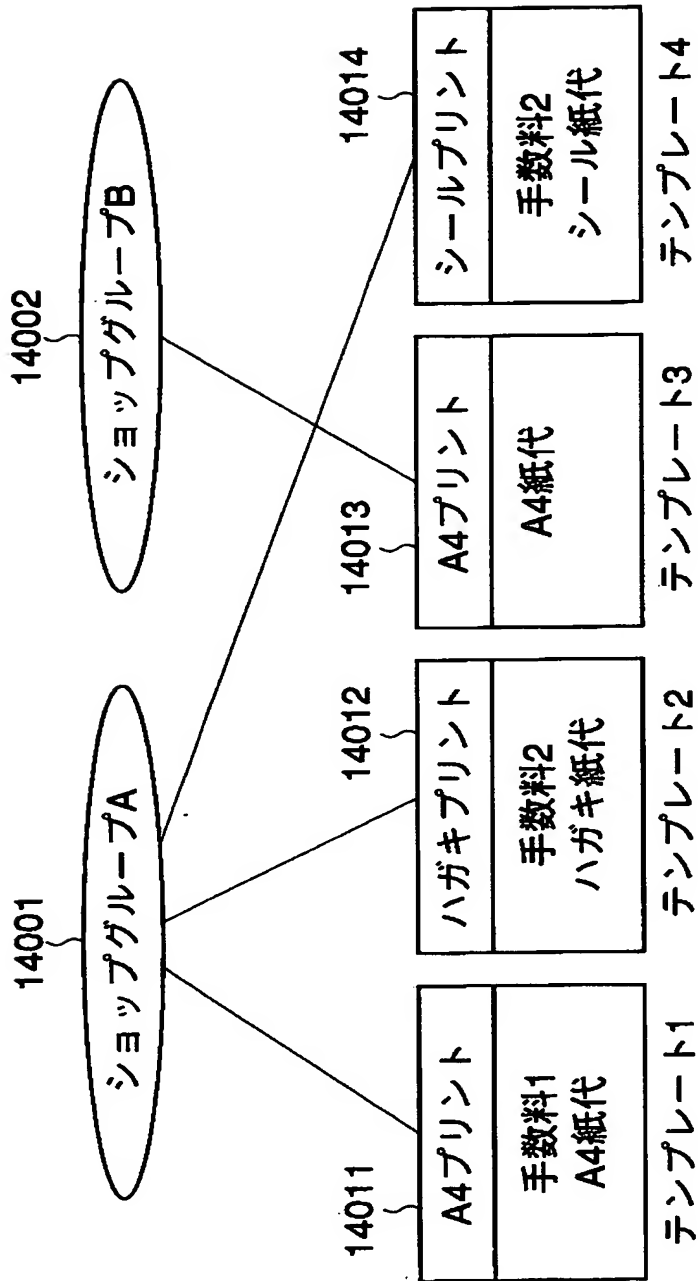 14001
ショップグループA
14002
ショップグループB
14011
A4プリント
手数料1
A4紙代
テンプレート1
14012
ハガキプリント
手数料2
ハガキ紙代
テンプレート2
14013
A4プリント
A4紙代
テンプレート3
14014
シールプリント
手数料2
シール紙代
テンプレート4